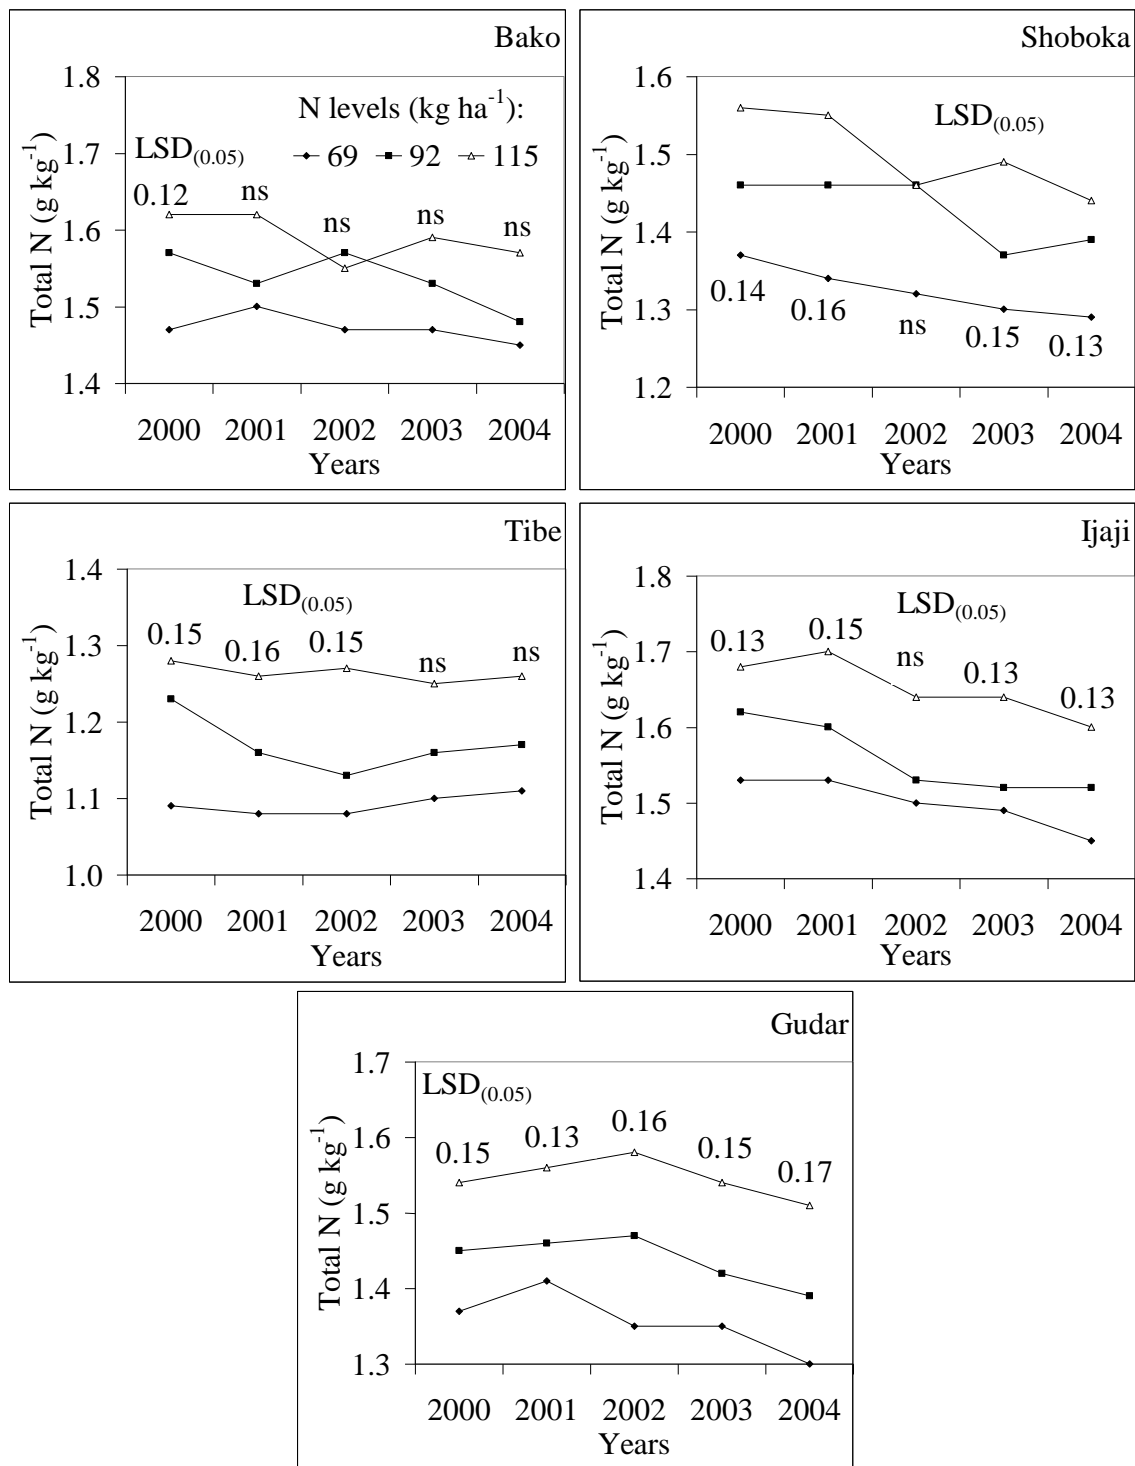 Bako
1.8
N levels (kg ha⁻¹):
1.7
LSD(0.05)
69 92 115
0.12 ns ns ns ns
1.6
1.5
1.4
Total N (g kg⁻¹)
2000 2001 2002 2003 2004
Years
Shoboka
1.6
LSD(0.05)
1.5
1.4
0.14 0.16 ns 0.15 0.13
1.3
1.2
Total N (g kg⁻¹)
2000 2001 2002 2003 2004
Years
Tibe
1.4
LSD(0.05)
0.15 0.16 0.15 ns ns
1.3
1.2
1.1
1.0
Total N (g kg⁻¹)
2000 2001 2002 2003 2004
Years
Ijaji
1.8
LSD(0.05)
0.13 0.15 ns 0.13 0.13
1.7
1.6
1.5
1.4
Total N (g kg⁻¹)
2000 2001 2002 2003 2004
Years
Gudar
1.7
LSD(0.05)
0.15 0.13 0.16 0.15 0.17
1.6
1.5
1.4
1.3
Total N (g kg⁻¹)
2000 2001 2002 2003 2004
Years